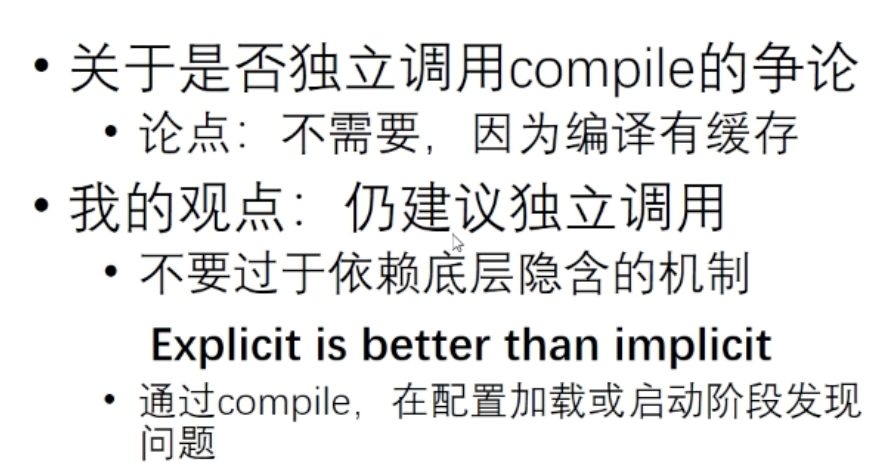 • 关于是否独立调用compile的争论
• 论点：不需要，因为编译有缓存
• 我的观点：仍建议独立调用
• 不要过于依赖底层隐含的机制
Explicit is better than implicit
• 通过compile，在配置加载或启动阶段发现
问题